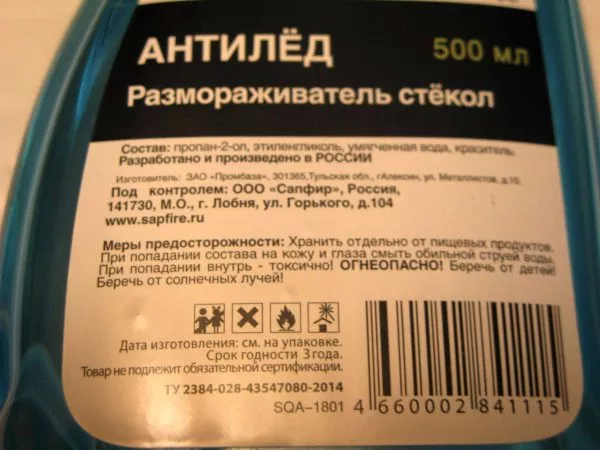 АНТИЛЁД
500 мл
Размораживатель стёкол
Состав: пропан-2-ол, этиленгликоль, умягченная вода, краситель.
Разработано и произведено в РОССИИ
Изготовитель: ЗАО «Промбаза», 301365,Тульская обл., гАлексин, ул. Металлистов, д.10.
Под контролем: ООО «Сапфир», Россия,
141730, М.О., г. Лобня, ул. Горького, д.104
www.sapfire.ru
Меры предосторожности: Хранить отдельно от пищевых продуктов.
При попадании состава на кожу и глаза смыть обильной струей воды.
При попадании внутрь - токсично! ОГНЕОПАСНО! Беречь от детей!
Беречь от солнечных лучей!
Дата изготовления: см. на упаковке.
Срок годности 3 года.
Товар не подлежит обязательной сертификации.
ТУ 2384-028-43547080-2014
SQA–1801
4 660002 841115